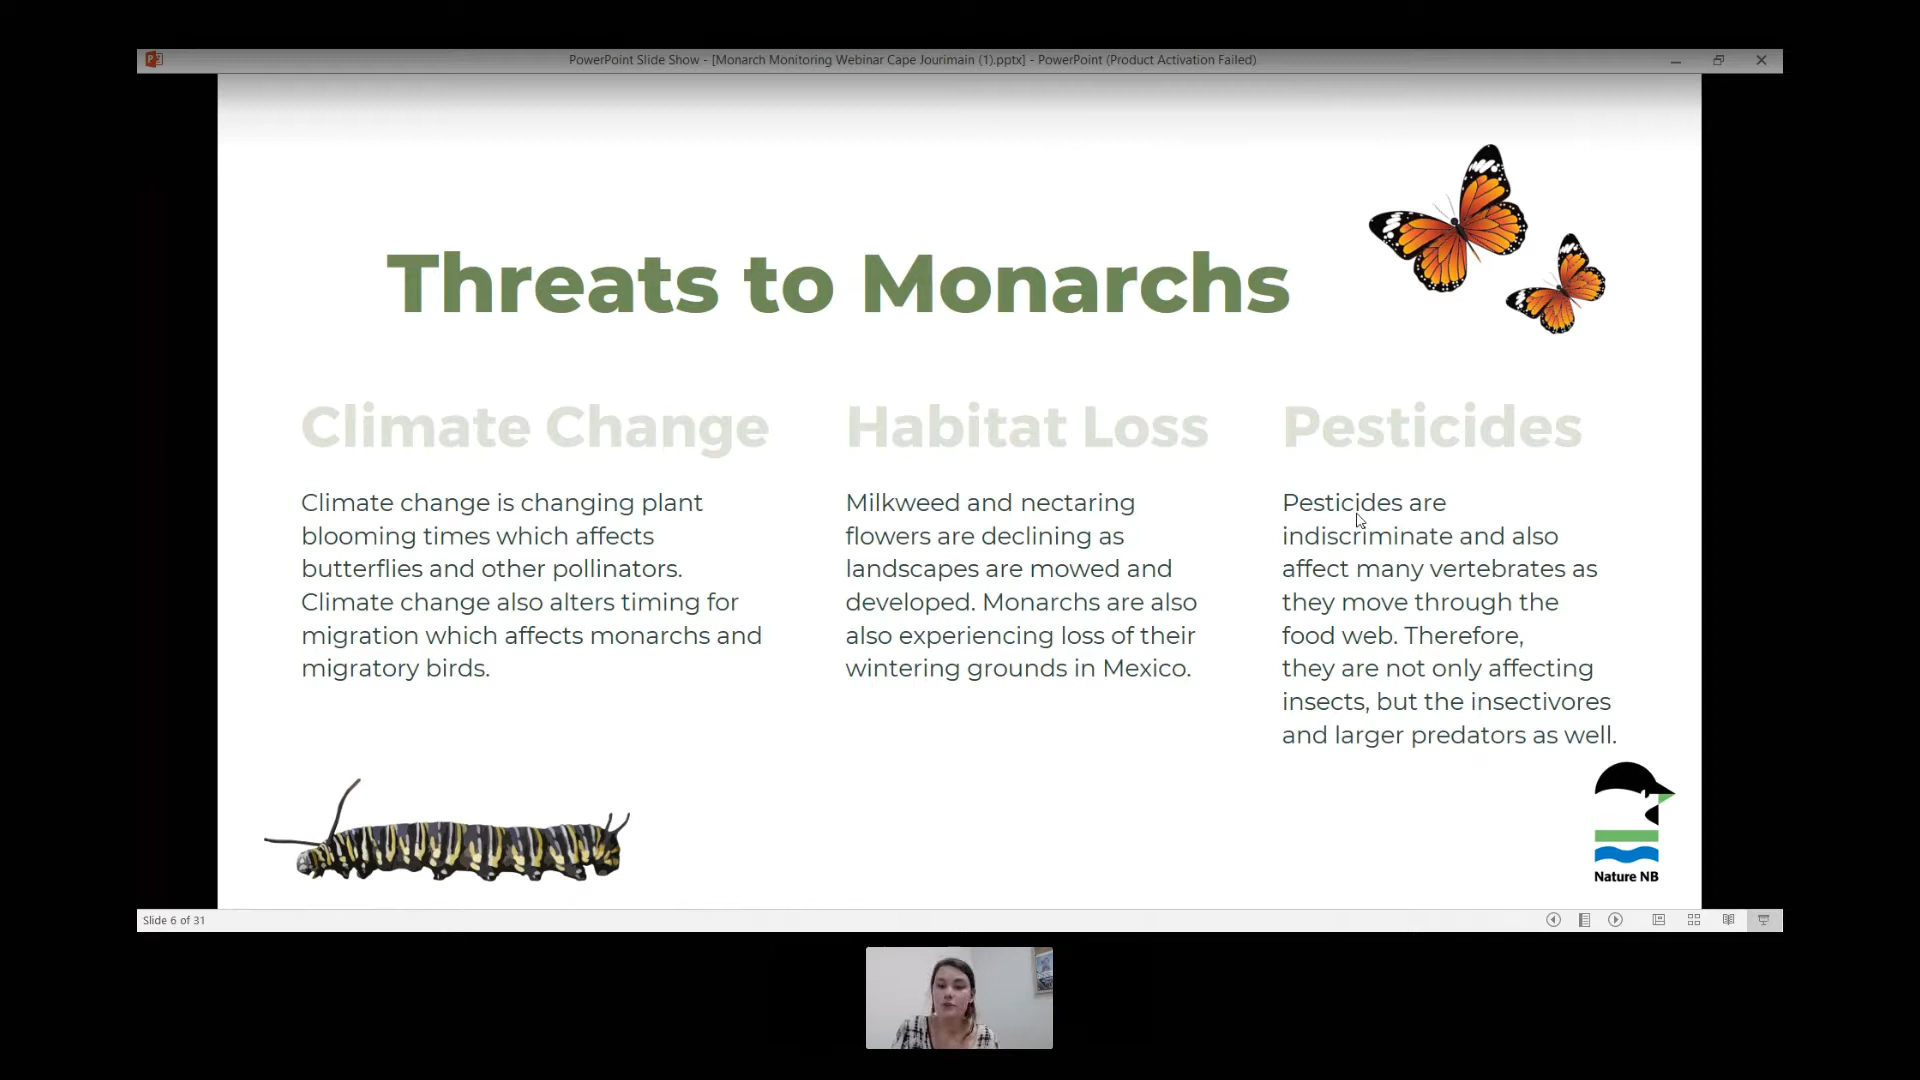 PowerPoint Slide Show - [Monarch Monitoring Webinar Cape Jourimain (1).pptx] - PowerPoint (Product Activation Failed)
Threats to Monarchs
Climate Change
Climate change is changing plant
blooming times which affects
butterflies and other pollinators.
Climate change also alters timing for
migration which affects monarchs and
migratory birds.
Habitat Loss
Milkweed and nectaring
flowers are declining as
landscapes are mowed and
developed. Monarchs are also
also experiencing loss of their
wintering grounds in Mexico.
Pesticides
Pesticides are
indiscriminate and also
affect many vertebrates as
they move through the
food web. Therefore,
they are not only affecting
insects, but the insectivores
and larger predators as well.
Nature NB
Slide 6 of 31